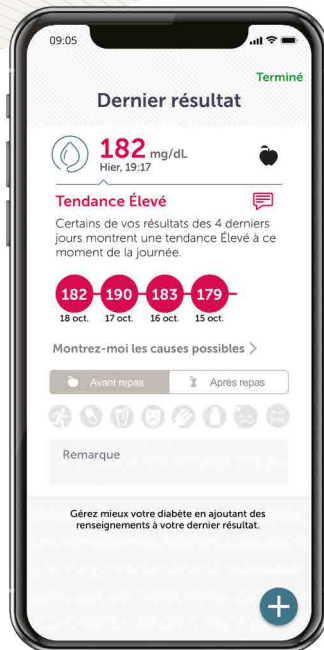 09:05
Terminé
Dernier résultat
182 mg/dL
Hier, 19:17
Tendance Élevé
Certains de vos résultats des 4 derniers
jours montrent une tendance Élevé à ce
moment de la journée.
182 190 183 179
18 oct. 17 oct. 16 oct. 15 oct.
Montrez-moi les causes possibles >
Avant repas Après repas
Remarque
Gérez mieux votre diabète en ajoutant des
renseignements à votre dernier résultat.